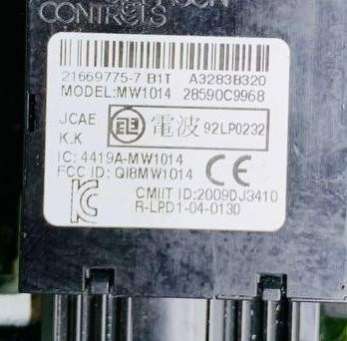 CONTROLS
21669775-7 B1T A3283B320
MODEL:MW1014 28590C9968
JCAE
電波 92LP0232
K.K
IC: 4419A-MW1014
FCC ID: QI8MW1014
CE
CMIIT ID:2009DJ3410
R-LPD1-04-0130